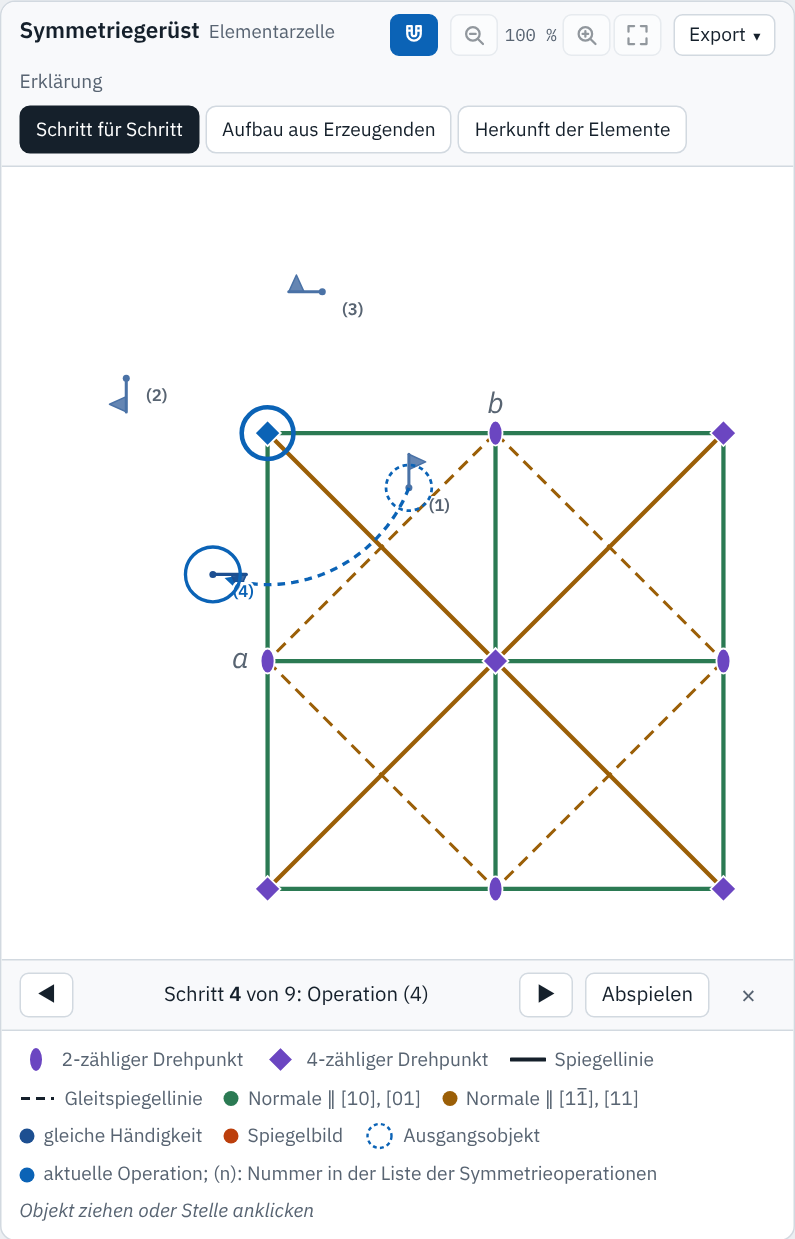 Symmetriegerüst Elementarzelle 100 % Export ▾
Erklärung
Schritt für Schritt Aufbau aus Erzeugenden Herkunft der Elemente
(3)
(2)
b
(1)
(4)
a
Schritt 4 von 9: Operation (4) Abspielen ×
2-zähliger Drehpunkt 4-zähliger Drehpunkt Spiegellinie
Gleitspiegellinie Normale ∥ [10], [01] Normale ∥ [11̅], [11]
gleiche Händigkeit Spiegelbild Ausgangsobjekt
aktuelle Operation; (n): Nummer in der Liste der Symmetrieoperationen
Objekt ziehen oder Stelle anklicken